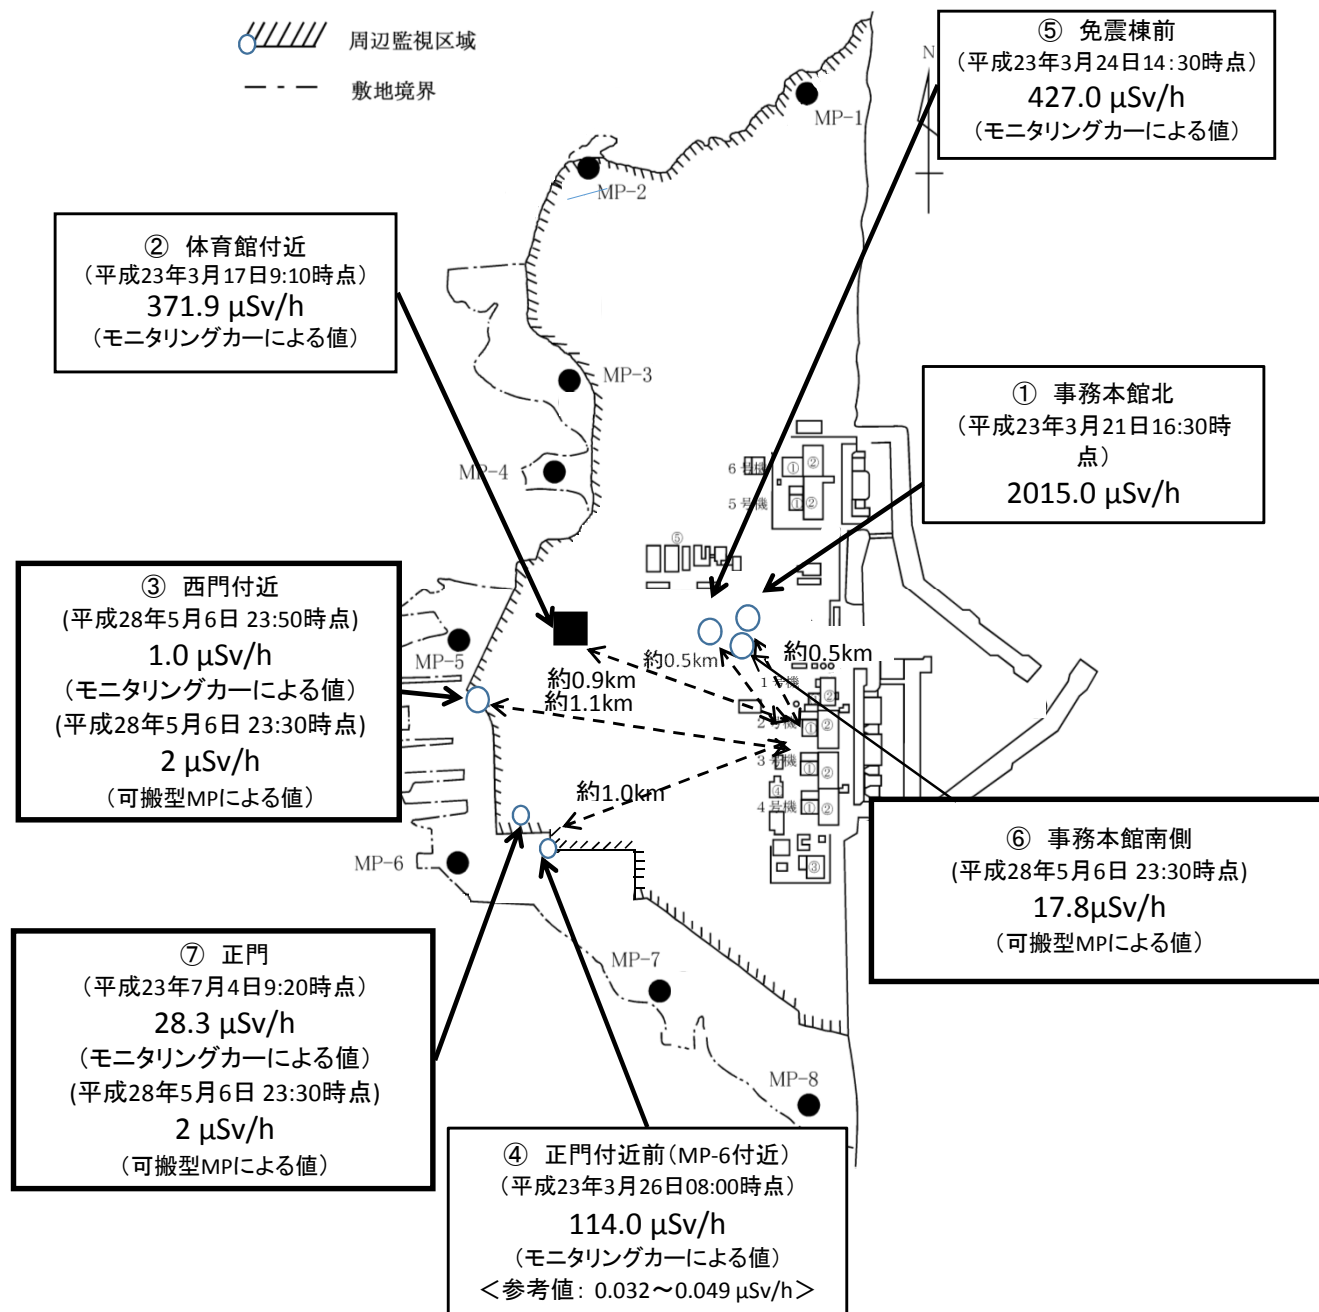 周辺監視区域
敷地境界
⑤ 免震棟前
（平成23年3月24日14：30時点）
427.0 µSv/h
（モニタリングカーによる値）
N
MP-1
MP-2
② 体育館付近
（平成23年3月17日9:10時点）
371.9 µSv/h
（モニタリングカーによる値）
MP-3
① 事務本館北
（平成23年3月21日16:30時
点）
2015.0 µSv/h
MP-4
6号機
①
②
5号機
①
②
⑤
③ 西門付近
(平成28年5月6日 23:50時点)
1.0 µSv/h
（モニタリングカーによる値）
(平成28年5月6日 23:30時点)
2 µSv/h
（可搬型MPによる値）
MP-5
約0.5km
約0.5km
約0.9km
約1.1km
1号機
②
2号機
①
②
3号機
①
②
約1.0km
④
4号機
①
②
③
MP-6
⑥ 事務本館南側
(平成28年5月6日 23:30時点)
17.8µSv/h
（可搬型MPによる値）
⑦ 正門
（平成23年7月4日9:20時点）
28.3 µSv/h
（モニタリングカーによる値）
(平成28年5月6日 23:30時点)
2 µSv/h
（可搬型MPによる値）
MP-7
MP-8
④ 正門付近前（MP-6付近）
（平成23年3月26日08:00時点）
114.0 µSv/h
（モニタリングカーによる値）
＜参考値： 0.032～0.049 µSv/h＞